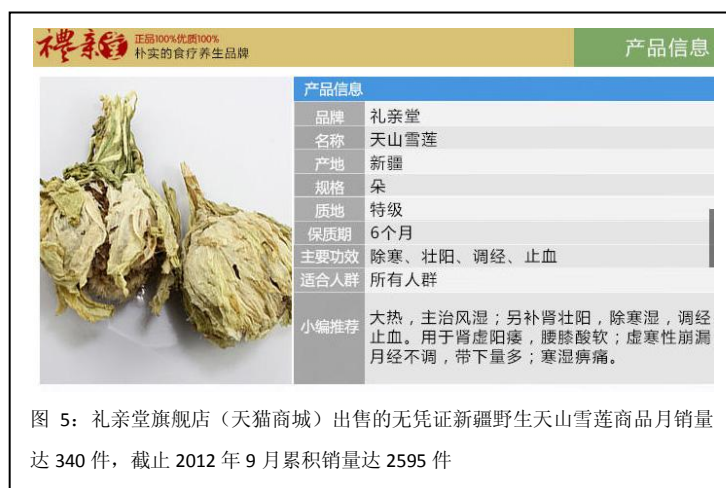 禮亲堂 正品100%优质100%
朴实的食疗养生品牌
产品信息
产品信息
品牌 礼亲堂
名称 天山雪莲
产地 新疆
规格 朵
质地 特级
保质期 6个月
主要功效 除寒、壮阳、调经、止血
适合人群 所有人群
小编推荐 大热，主治风湿；另补肾壮阳，除寒湿，调经
止血。用于肾虚阳痿，腰膝酸软；虚寒性崩漏
月经不调，带下量多；寒湿痹痛。
图 5：礼亲堂旗舰店（天猫商城）出售的无凭证新疆野生天山雪莲商品月销量
达 340 件，截止 2012 年 9 月累积销量达 2595 件